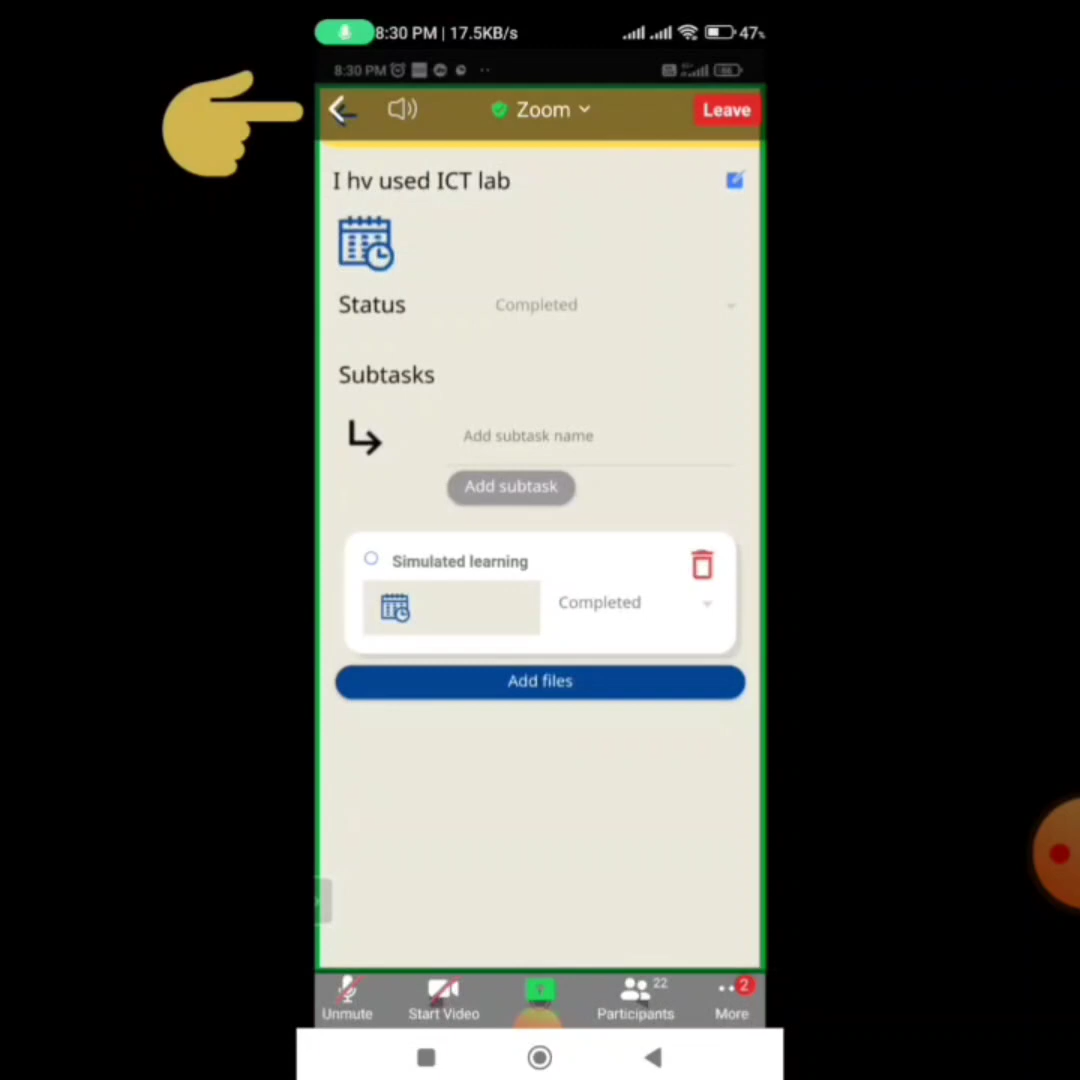 8:30 PM | 17.5KB/s 47%
8:30 PM
Zoom
Leave
I hv used ICT lab
Status Completed
Subtasks
Add subtask name
Add subtask
Simulated learning
Completed
Add files
22
2
Unmute Start Video Participants More